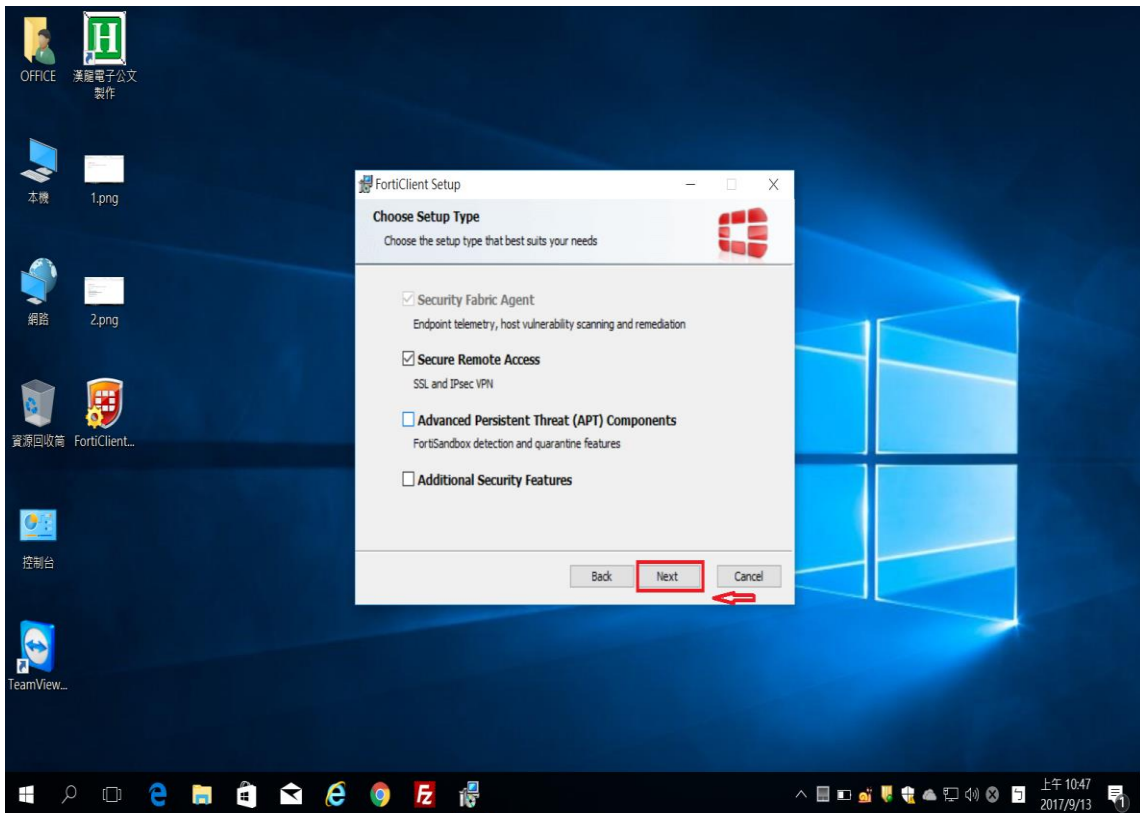 OFFICE
漢龍電子公文
製作
本機
1.png
網路
2.png
資源回收筒
FortiClient...
控制台
TeamView...
FortiClient Setup
Choose Setup Type
Choose the setup type that best suits your needs
Security Fabric Agent
Endpoint telemetry, host vulnerability scanning and remediation
Secure Remote Access
SSL and IPsec VPN
Advanced Persistent Threat (APT) Components
FortiSandbox detection and quarantine features
Additional Security Features
Back
Next
Cancel
上午 10:47
2017/9/13
1